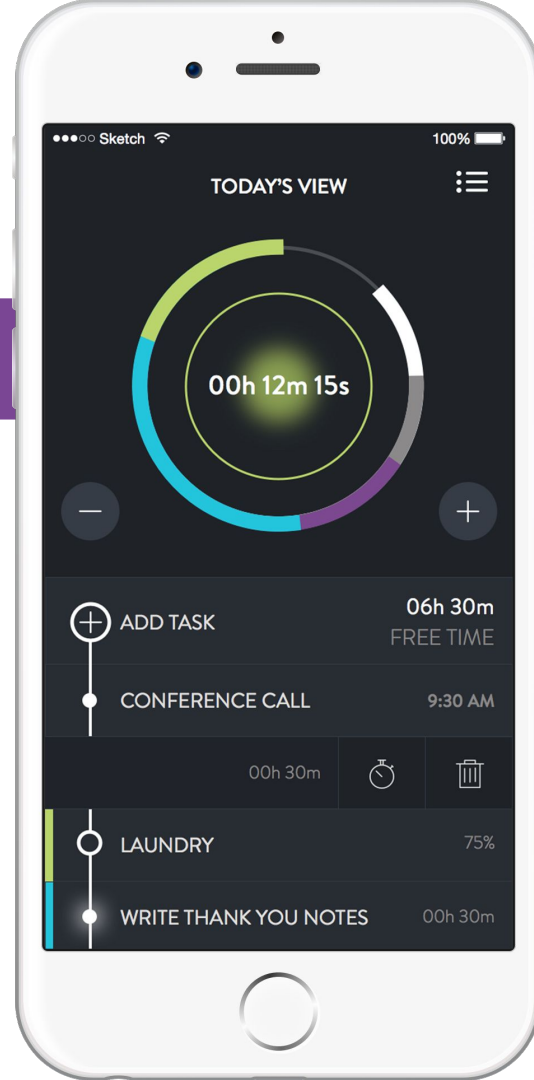 Sketch 100%
TODAY'S VIEW
00h 12m 15s
ADD TASK 06h 30m
FREE TIME
CONFERENCE CALL 9:30 AM
00h 30m
LAUNDRY 75%
WRITE THANK YOU NOTES 00h 30m